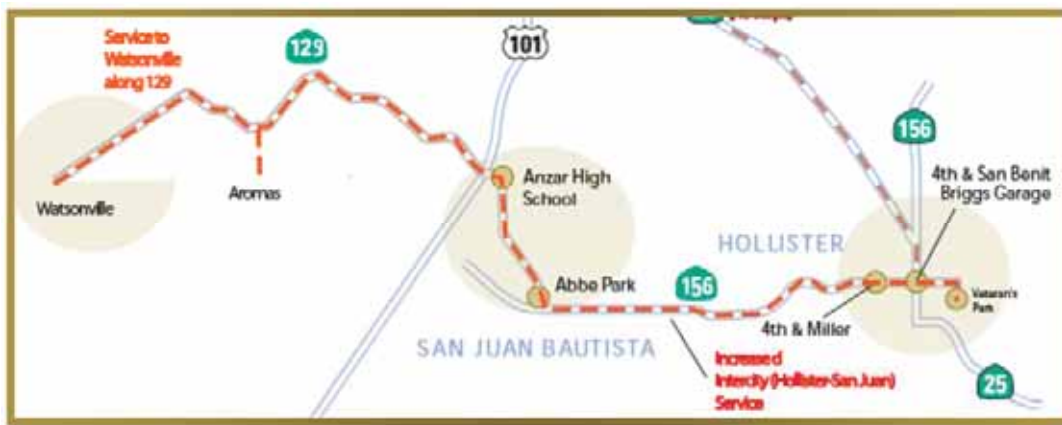 Service to
Watsonville
along 129
129
101
156
Anzar High
School
4th & San Benit
Briggs Garage
Watsonville
Aromas
HOLLISTER
Abbe Park
156
Veteran's
Park
4th & Miller
SAN JUAN BAUTISTA
Increased
Intercity (Hollister-San Juan)
Service
25